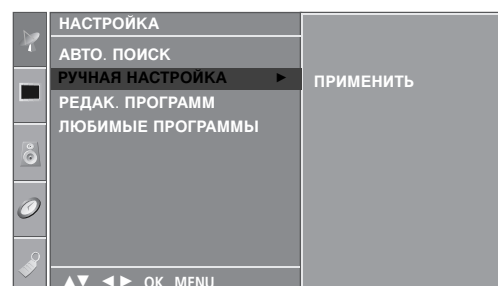 НАСТРОЙКА
АВТО. ПОИСК
РУЧНАЯ НАСТРОЙКА ►
ПРИМЕНИТЬ
РЕДАК. ПРОГРАММ
ЛЮБИМЫЕ ПРОГРАММЫ
▲▼ ◄► OK MENU